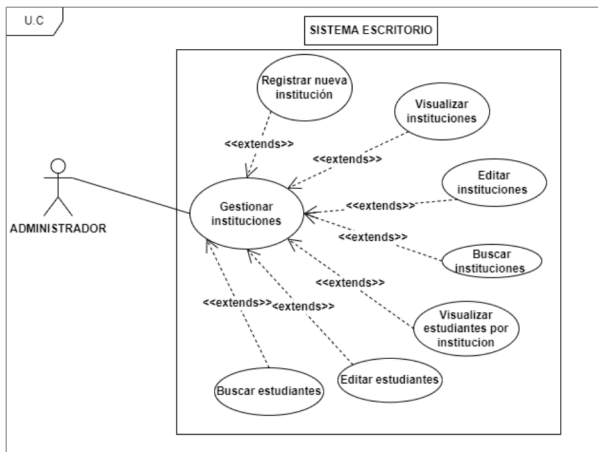 U.C
SISTEMA ESCRITORIO
Registrar nueva
institución
Visualizar
instituciones
<<extends>>
<<extends>>
Editar
instituciones
ADMINISTRADOR
Gestionar
instituciones
<<extends>>
<<extends>>
Buscar
instituciones
<<extends>>
<<extends>>
<<extends>>
Visualizar
estudiantes por
institucion
Buscar estudiantes
Editar estudiantes